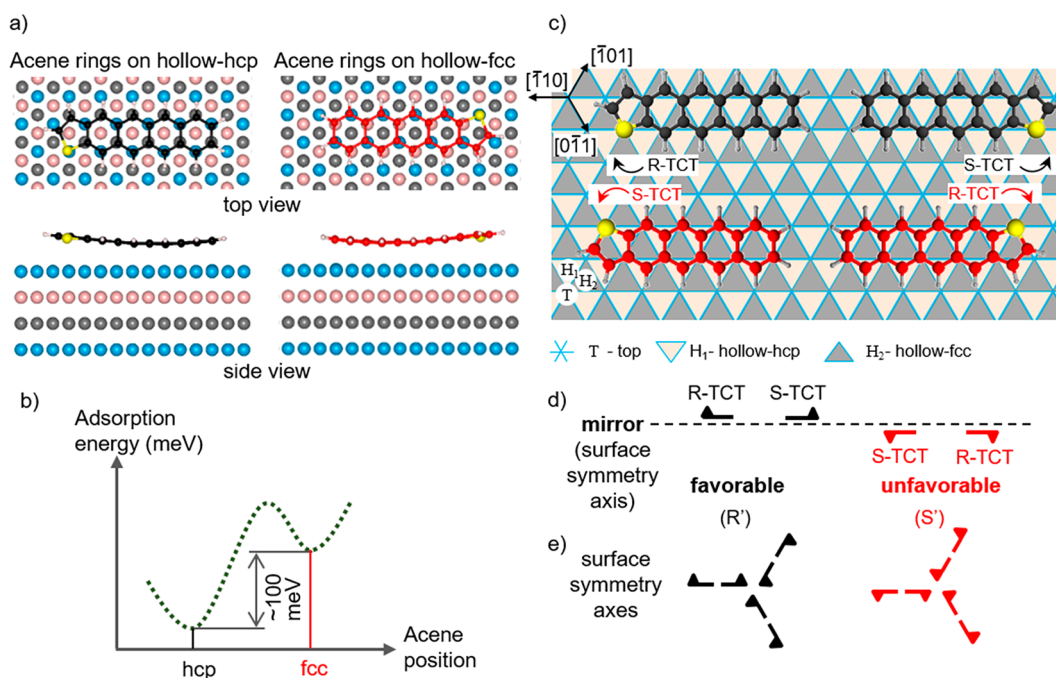 a)
Acene rings on hollow-hcp
Acene rings on hollow-fcc
top view
side view
b)
Adsorption
energy (meV)
~100
meV
hcp
fcc
Acene
position
c)
[1̅01]
[1̅10]
[01̅1]
R-TCT
S-TCT
S-TCT
R-TCT
H₁
H₂
T
T - top
H₁- hollow-hcp
H₂- hollow-fcc
d)
R-TCT
S-TCT
mirror
(surface
symmetry
axis)
S-TCT
R-TCT
favorable
(R')
unfavorable
(S')
e)
surface
symmetry
axes